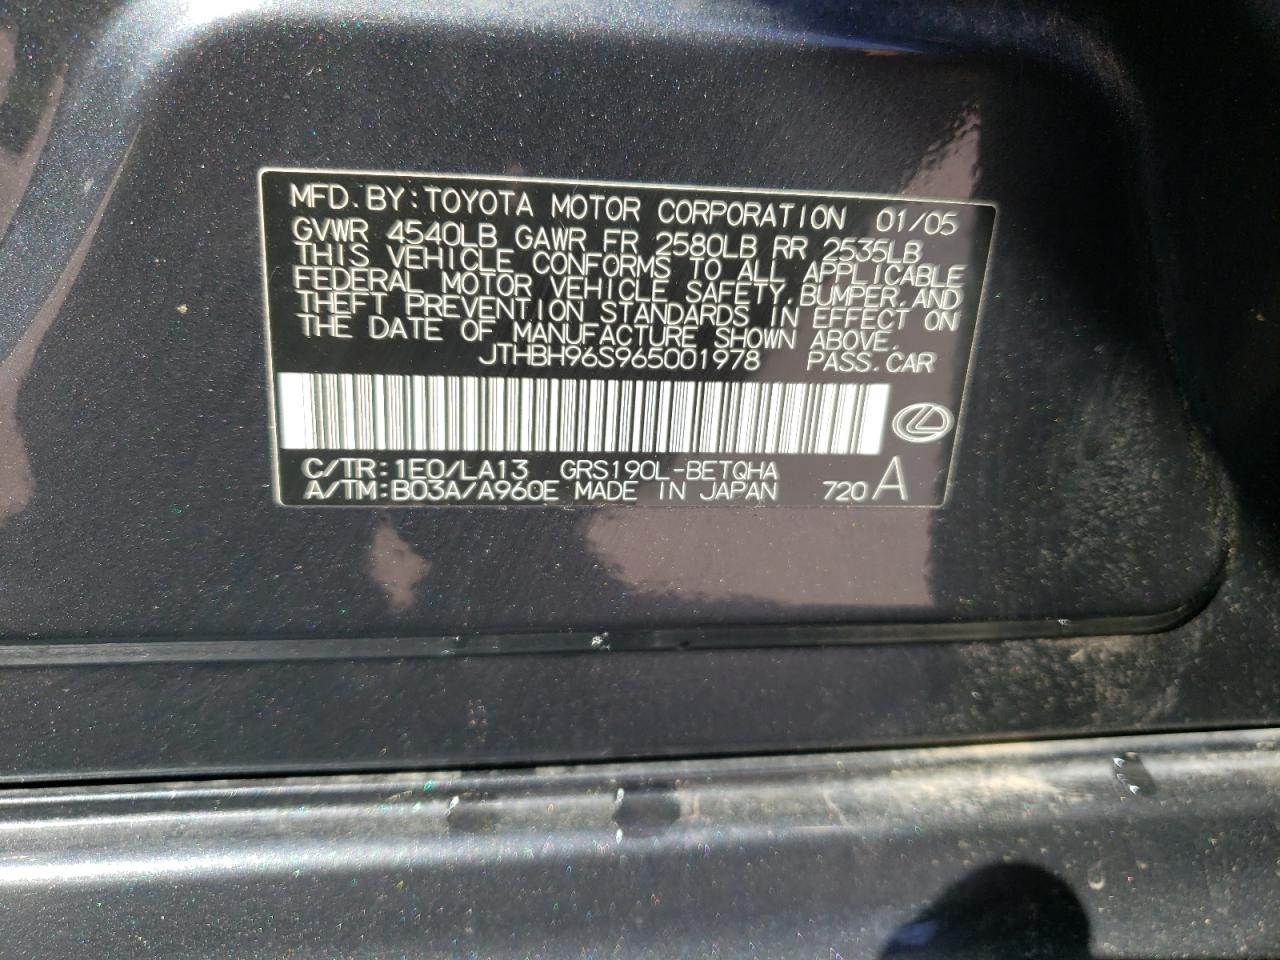 MFD.BY:TOYOTA MOTOR CORPORATION 01/05
GVWR 4540LB GAWR FR 2580LB RR 2535LB
THIS VEHICLE CONFORMS TO ALL APPLICABLE
FEDERAL MOTOR VEHICLE SAFETY,BUMPER,AND
THEFT PREVENTION STANDARDS IN EFFECT ON
THE DATE OF MANUFACTURE SHOWN ABOVE.
JTHBH96S965001978 PASS.CAR
C/TR:1E0/LA13 GRS190L-BETQHA
A/TM:B03A/A960E MADE IN JAPAN 720 A